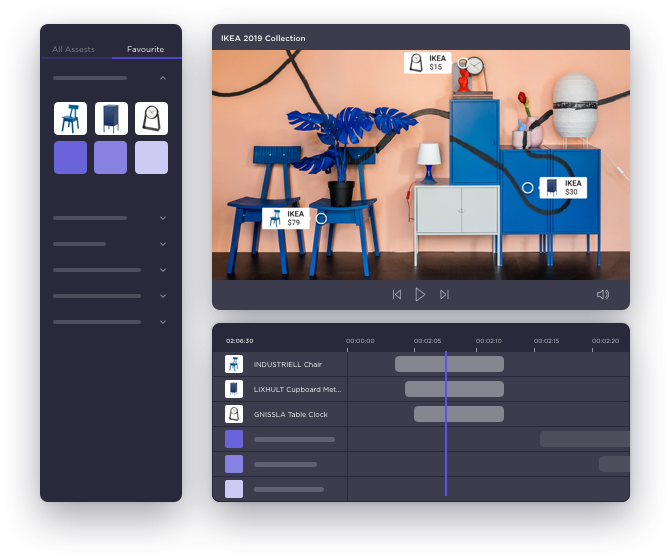 All Assests
Favourite
IKEA 2019 Collection
IKEA
$15
IKEA
$30
IKEA
$79
02:06:30
00:00:00
00:02:05
00:02:10
00:02:15
00:02:20
INDUSTRIELL Chair
LIXHULT Cupboard Met...
GNISSLA Table Clock